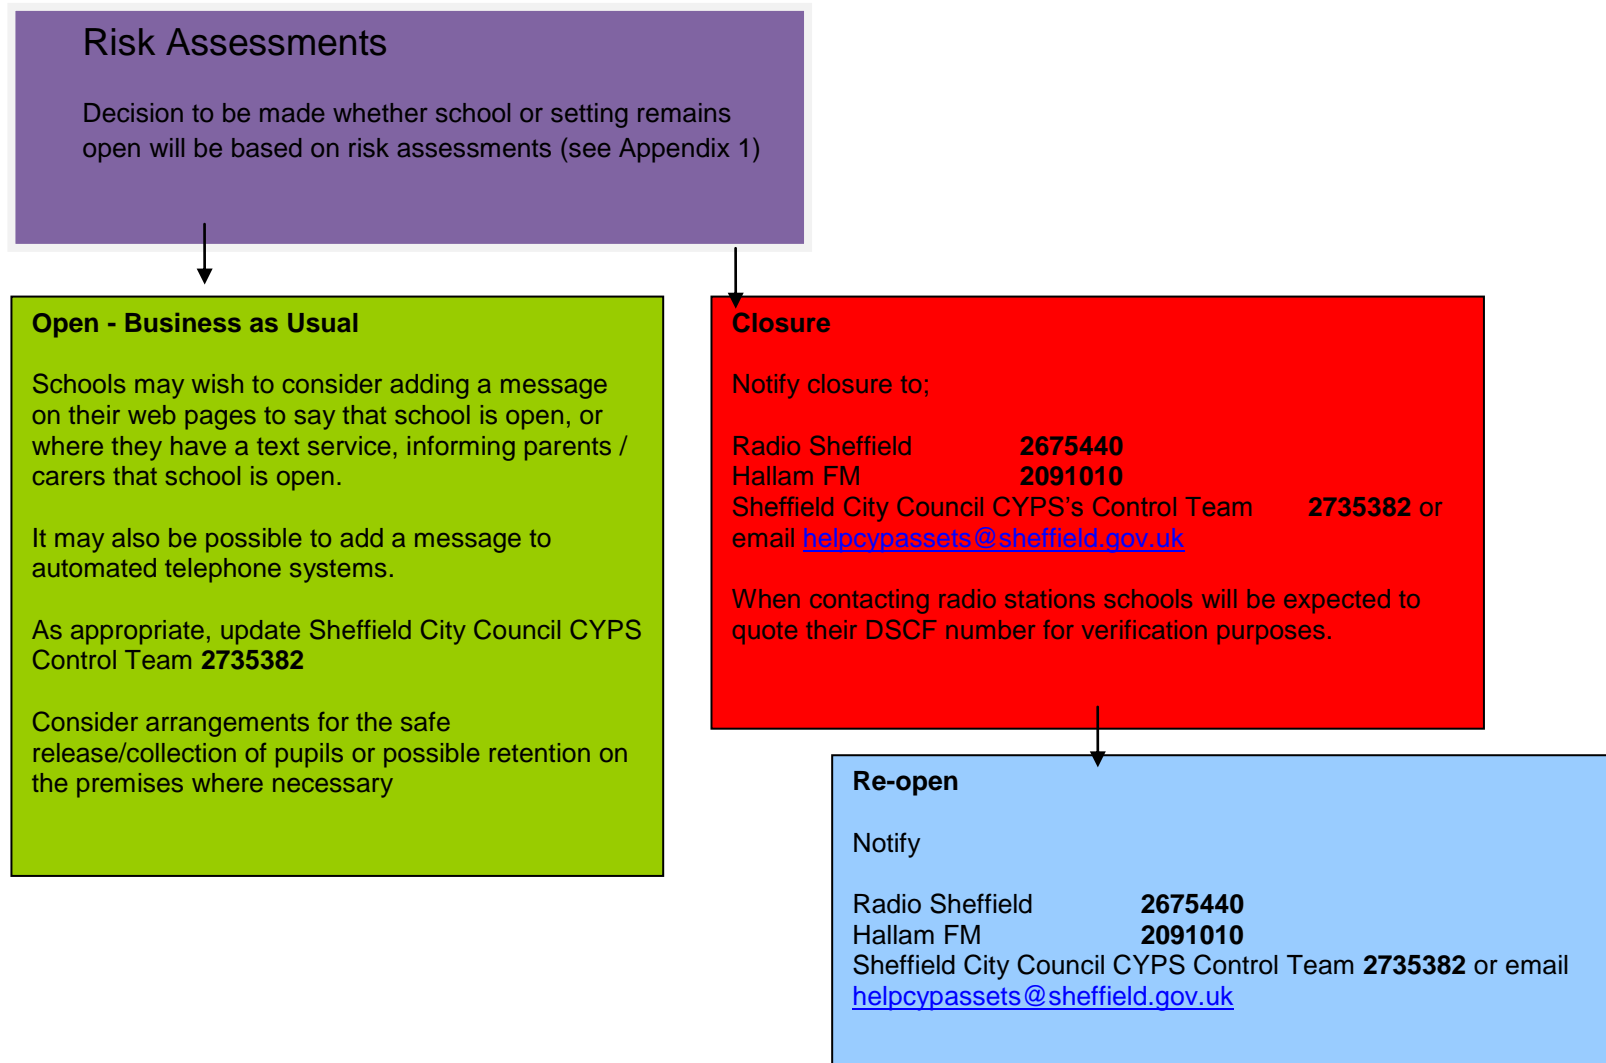 Risk Assessments
Decision to be made whether school or setting remains
open will be based on risk assessments (see Appendix 1)
Open - Business as Usual
Schools may wish to consider adding a message
on their web pages to say that school is open, or
where they have a text service, informing parents /
carers that school is open.
It may also be possible to add a message to
automated telephone systems.
As appropriate, update Sheffield City Council CYPS
Control Team 2735382
Consider arrangements for the safe
release/collection of pupils or possible retention on
the premises where necessary
Closure
Notify closure to;
Radio Sheffield 2675440
Hallam FM 2091010
Sheffield City Council CYPS’s Control Team 2735382 or
email helpcypassets@sheffield.gov.uk
When contacting radio stations schools will be expected to
quote their DSCF number for verification purposes.
Re-open
Notify
Radio Sheffield 2675440
Hallam FM 2091010
Sheffield City Council CYPS Control Team 2735382 or email
helpcypassets@sheffield.gov.uk